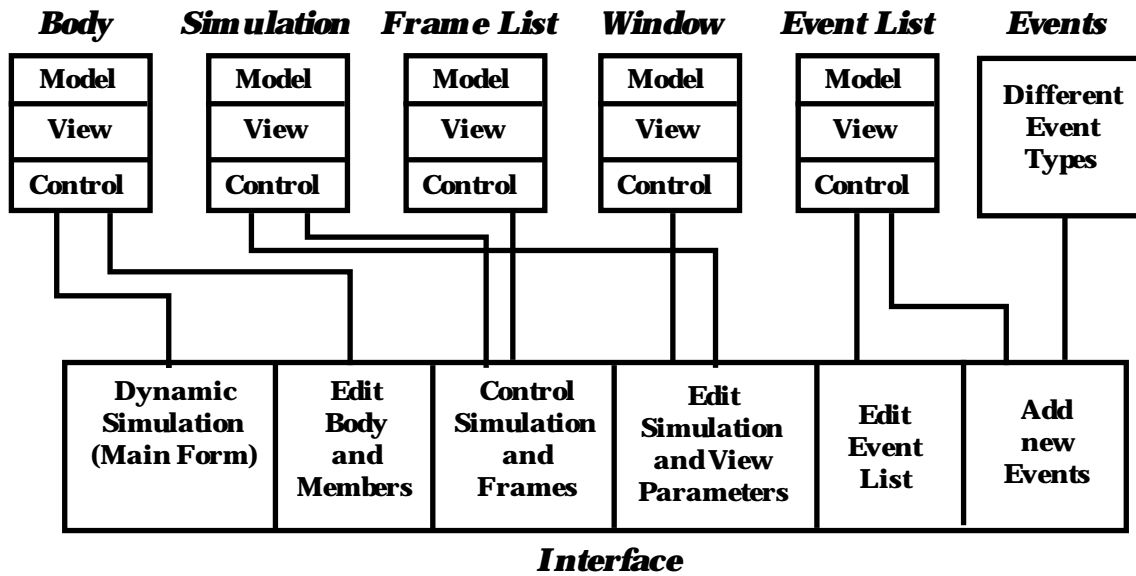 Body
Simulation
Frame List
Window
Event List
Events
Model
View
Control
Model
View
Control
Model
View
Control
Model
View
Control
Model
View
Control
Different
Event
Types
Dynamic
Simulation
(Main Form)
Edit
Body
and
Members
Control
Simulation
and
Frames
Edit
Simulation
and View
Parameters
Edit
Event
List
Add
new
Events
Interface